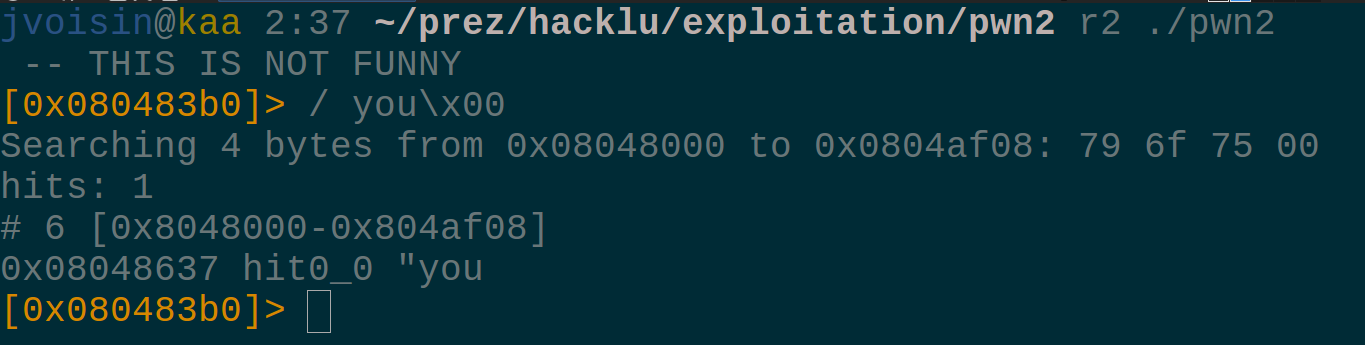 jvoisin@kaa 2:37 ~/prez/hacklu/exploitation/pwn2 r2 ./pwn2
-- THIS IS NOT FUNNY
[0x080483b0]> / you\x00
Searching 4 bytes from 0x08048000 to 0x0804af08: 79 6f 75 00
hits: 1
# 6 [0x8048000-0x804af08]
0x08048637 hit0_0 "you
[0x080483b0]>